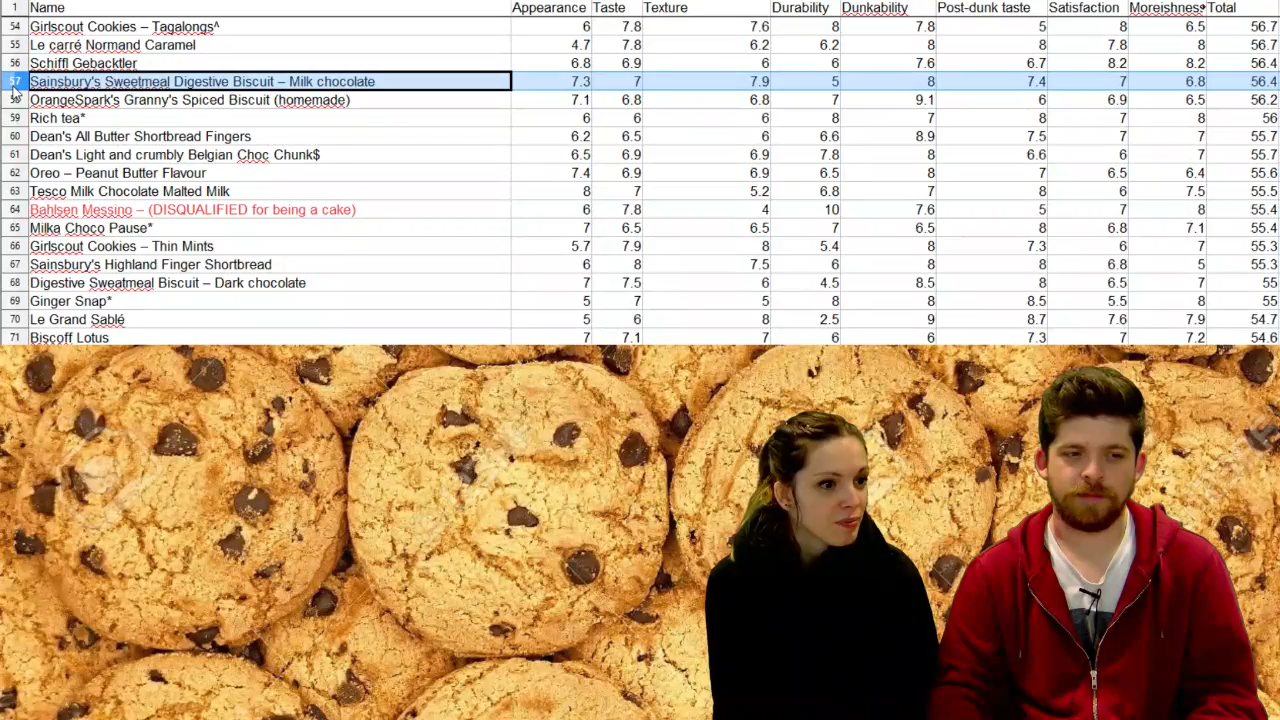 1 Name Appearance Taste Texture Durability Dunkability Post-dunk taste Satisfaction Moreishness Total
54 Girlscout Cookies – Tagalongs^ 6 7.8 7.6 8 7.8 5 8 6.5 56.7
55 Le carré Normand Caramel 4.7 7.8 6.2 6.2 8 8 7.8 8 56.7
56 Schiffl Gebacktler 6.8 6.9 6 6 7.6 6.7 8.2 8.2 56.4
57 Sainsbury's Sweetmeal Digestive Biscuit – Milk chocolate 7.3 7 7.9 5 8 7.4 7 6.8 56.4
58 OrangeSpark's Granny's Spiced Biscuit (homemade) 7.1 6.8 6.8 7 9.1 6 6.9 6.5 56.2
59 Rich tea* 6 6 6 8 7 8 7 8 56
60 Dean's All Butter Shortbread Fingers 6.2 6.5 6 6.6 8.9 7.5 7 7 55.7
61 Dean's Light and crumbly Belgian Choc Chunk$ 6.5 6.9 6.9 7.8 8 6.6 6 7 55.7
62 Oreo – Peanut Butter Flavour 7.4 6.9 6.9 6.5 8 7 6.5 6.4 55.6
63 Tesco Milk Chocolate Malted Milk 8 7 5.2 6.8 7 8 6 7.5 55.5
64 Bahlsen Messino – (DISQUALIFIED for being a cake) 6 7.8 4 10 7.6 5 7 8 55.4
65 Milka Choco Pause* 7 6.5 6.5 7 6.5 8 6.8 7.1 55.4
66 Girlscout Cookies – Thin Mints 5.7 7.9 8 5.4 8 7.3 6 7 55.3
67 Sainsbury's Highland Finger Shortbread 6 8 7.5 6 8 8 6.8 5 55.3
68 Digestive Sweatmeal Biscuit – Dark chocolate 7 7.5 6 4.5 8.5 8 6.5 7 55
69 Ginger Snap* 5 7 5 8 8 8.5 5.5 8 55
70 Le Grand Sablé 5 6 8 2.5 9 8.7 7.6 7.9 54.7
71 Biscoff Lotus 7 7.1 7 6 6 7.3 7 7.2 54.6